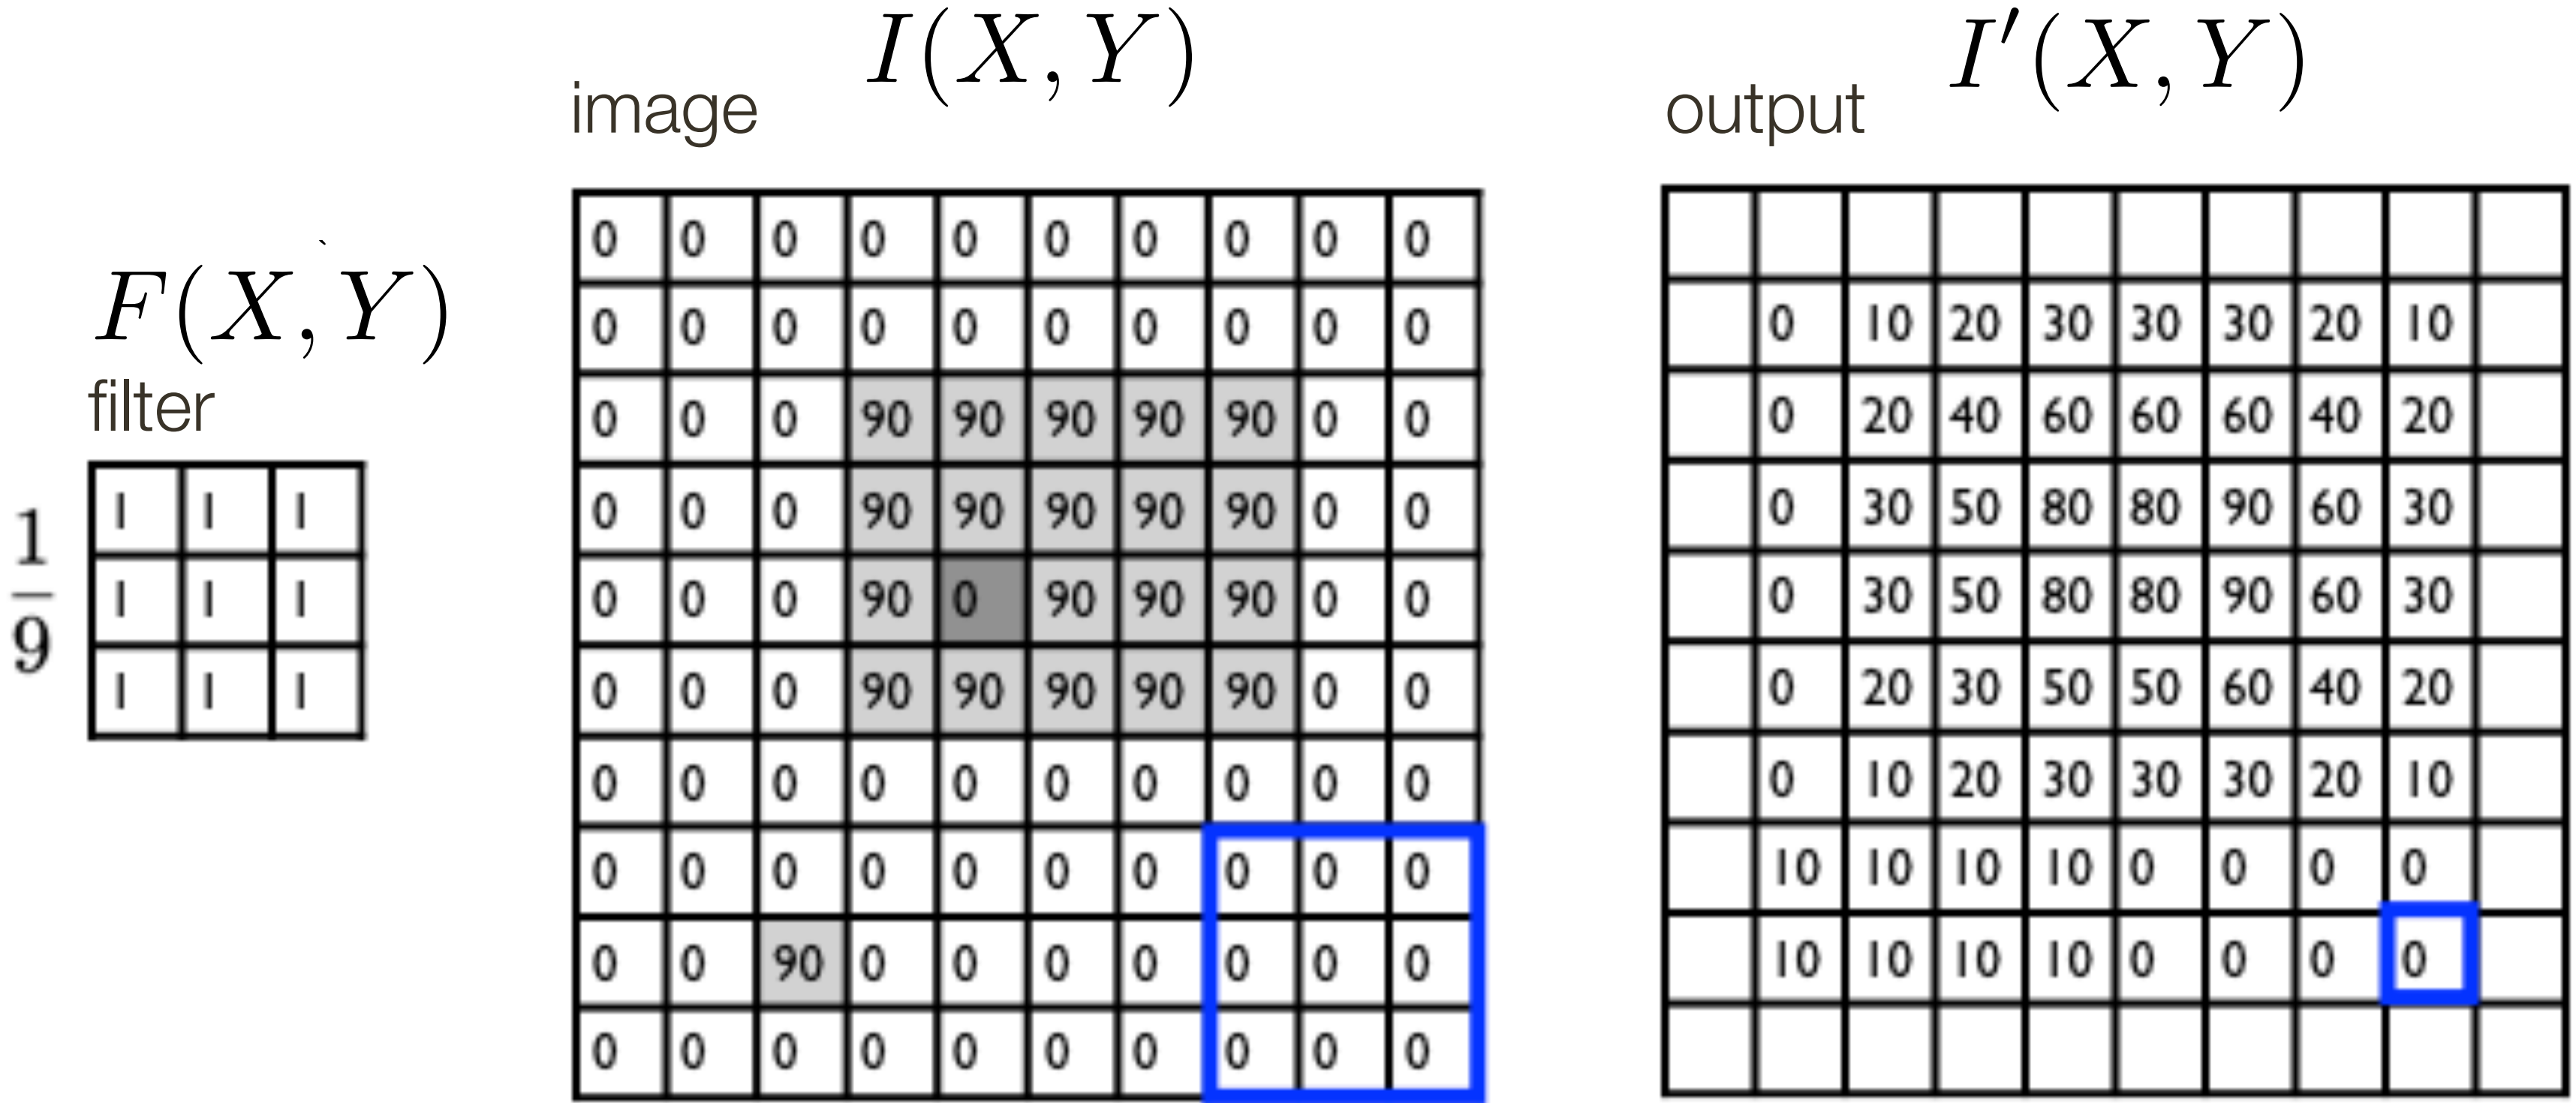 I(X, Y)
I′(X, Y)
image
output
F(X, Y)
filter
1/9
1 1 1
1 1 1
1 1 1
0 0 0 0 0 0 0 0 0 0
0 0 0 0 0 0 0 0 0 0
0 0 0 90 90 90 90 90 0 0
0 0 0 90 90 90 90 90 0 0
0 0 0 90 0 90 90 90 0 0
0 0 0 90 90 90 90 90 0 0
0 0 0 0 0 0 0 0 0 0
0 0 0 0 0 0 0 0 0 0
0 0 90 0 0 0 0 0 0 0
0 0 0 0 0 0 0 0 0 0
0 10 20 30 30 30 20 10
0 20 40 60 60 60 40 20
0 30 50 80 80 90 60 30
0 30 50 80 80 90 60 30
0 20 30 50 50 60 40 20
0 10 20 30 30 30 20 10
10 10 10 10 0 0 0 0
10 10 10 10 0 0 0 0